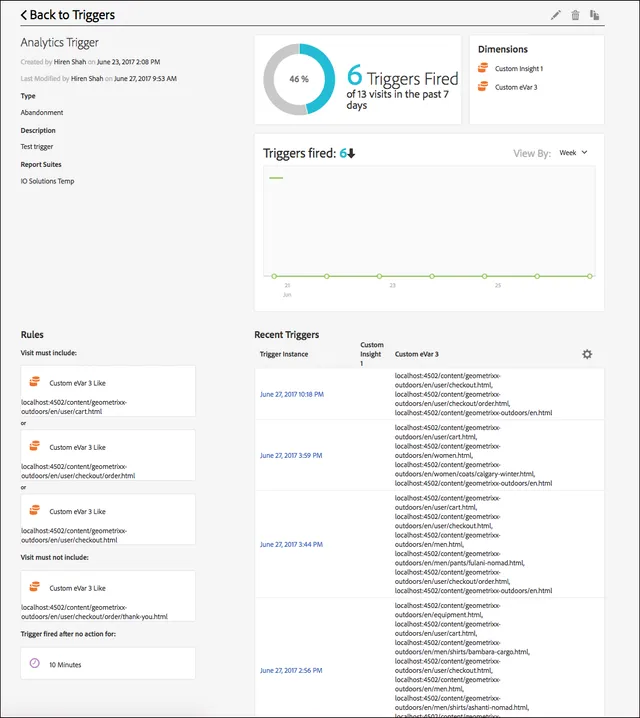 Back to Triggers
Analytics Trigger
Created by Hiren Shah on June 23, 2017 2:08 PM
Last Modified by Hiren Shah on June 27, 2017 9:53 AM
Type
Abandonment
Description
Test trigger
Report Suites
IO Solutions Temp
46 %
6 Triggers Fired
of 13 visits in the past 7
days
Dimensions
Custom Insight 1
Custom eVar 3
Triggers fired: 6
View By: Week
21
Jun
23
25
Rules
Visit must include:
Custom eVar 3 Like
localhost:4502/content/geometrixx-
outdoors/en/user/cart.html
or
Custom eVar 3 Like
localhost:4502/content/geometrixx-
outdoors/en/user/checkout/order.html
or
Custom eVar 3 Like
localhost:4502/content/geometrixx-
outdoors/en/user/checkout.html
Visit must not include:
Custom eVar 3 Like
localhost:4502/content/geometrixx-
outdoors/en/user/checkout/order/thank-you.html
Trigger fired after no action for:
10 Minutes
Recent Triggers
Trigger Instance
Custom
Insight
1
Custom eVar 3
June 27, 2017 10:18 PM
localhost:4502/content/geometrixx-
outdoors/en/user/checkout.html,
localhost:4502/content/geometrixx-
outdoors/en/user/checkout/order.html,
localhost:4502/content/geometrixx-outdoors/en.html
June 27, 2017 3:59 PM
localhost:4502/content/geometrixx-
outdoors/en/user/cart.html,
localhost:4502/content/geometrixx-
outdoors/en/women.html,
localhost:4502/content/geometrixx-
outdoors/en/women/coats/calgary-winter.html,
localhost:4502/content/geometrixx-outdoors/en.html
June 27, 2017 3:44 PM
localhost:4502/content/geometrixx-
outdoors/en/user/cart.html,
localhost:4502/content/geometrixx-
outdoors/en/user/checkout.html,
localhost:4502/content/geometrixx-
outdoors/en/men.html,
localhost:4502/content/geometrixx-
outdoors/en/men/pants/fulani-nomad.html,
localhost:4502/content/geometrixx-
outdoors/en/user/checkout/order.html,
localhost:4502/content/geometrixx-outdoors/en.html
June 27, 2017 2:56 PM
localhost:4502/content/geometrixx-
outdoors/en/equipment.html,
localhost:4502/content/geometrixx-
outdoors/en/user/cart.html,
localhost:4502/content/geometrixx-
outdoors/en/men/shirts/bambara-cargo.html,
localhost:4502/content/geometrixx-
outdoors/en/user/checkout.html,
localhost:4502/content/geometrixx-
outdoors/en/men.html,
localhost:4502/content/geometrixx-
outdoors/en/men/shirts/ashanti-nomad.html,
localhost:4502/content/geometrixx-